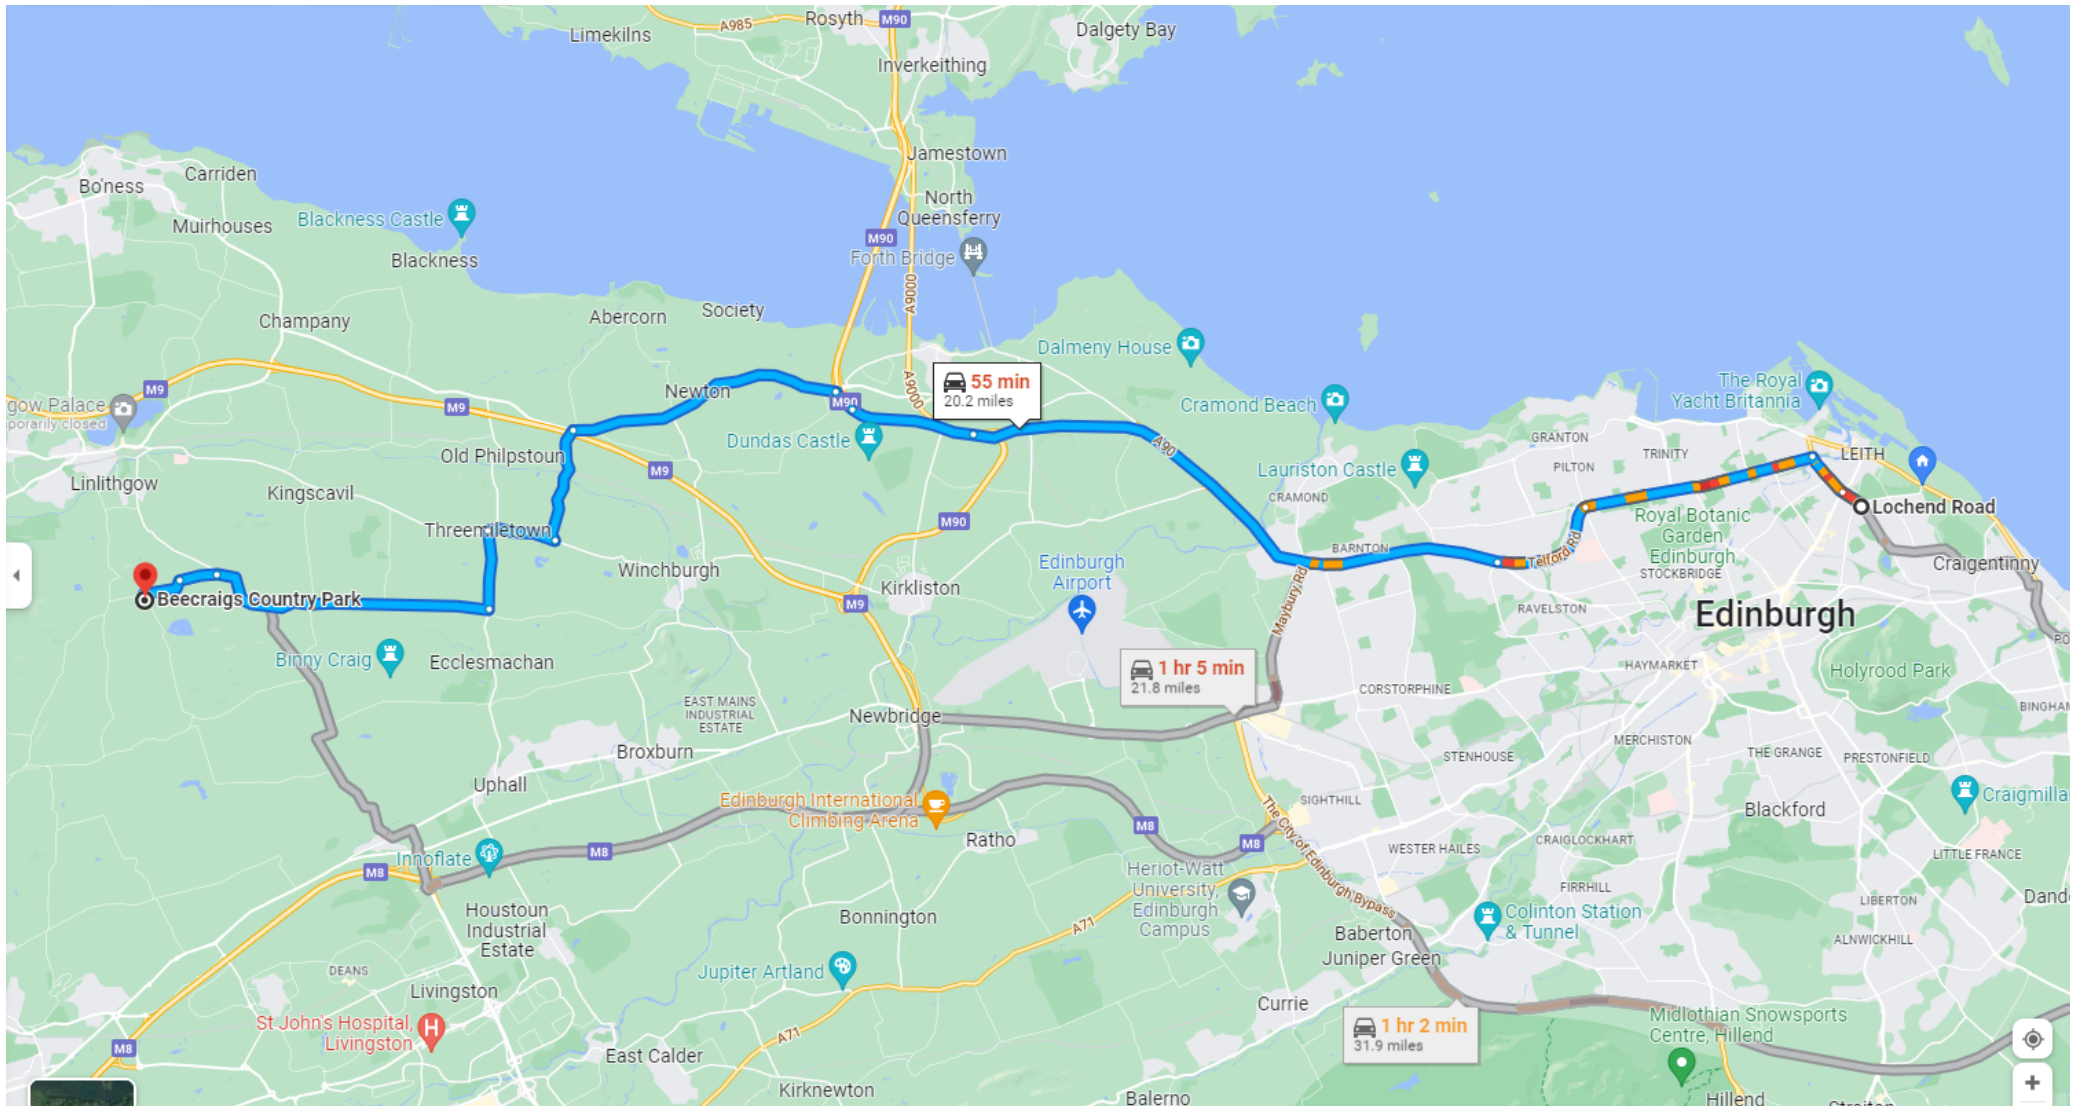 Rosyth
M90
Dalgety Bay
A985
Limekilns
Inverkeithing
Jamestown
Carriden
Bo'ness
North
Queensferry
Blackness Castle
Muirhouses
M90
Forth Bridge
Blackness
A9000
Society
Abercorn
Champany
Dalmeny House
55 min
20.2 miles
The Royal
Yacht Britannia
M9
Newton
M90
A9000
Cramond Beach
gow Palace
porarily closed
M9
Dundas Castle
A90
GRANTON
TRINITY
LEITH
Old Philpstoun
M9
Lauriston Castle
PILTON
Linlithgow
Kingscavil
CRAMOND
Lochend Road
Royal Botanic
Garden
Edinburgh
M90
Threemiletown
BARNTON
Telford Rd
Craigentinny
Winchburgh
Edinburgh
Airport
STOCKBRIDGE
Kirkliston
Maybury Rd
Beecraigs Country Park
M9
RAVELSTON
Edinburgh
Binny Craig
Ecclesmachan
1 hr 5 min
21.8 miles
HAYMARKET
Holyrood Park
CORSTORPHINE
EAST MAINS
INDUSTRIAL
ESTATE
Newbridge
BINGHAM
Broxburn
MERCHISTON
THE GRANGE
PRESTONFIELD
STENHOUSE
Uphall
Edinburgh International
Climbing Arena
SIGHTHILL
Blackford
Craigmilla
M8
Ratho
The City of Edinburgh Bypass
M8
CRAIGLOCKHART
M8
WESTER HAILES
LITTLE FRANCE
Innoflate
M8
Heriot-Watt
University,
Edinburgh
Campus
FIRRHILL
LIBERTON
Dand
Houstoun
Industrial
Estate
Bonnington
Colinton Station
& Tunnel
A71
Baberton
ALNWICKHILL
Juniper Green
DEANS
Jupiter Artland
Livingston
Currie
St John's Hospital,
Livingston
Midlothian Snowsports
Centre, Hillend
1 hr 2 min
31.9 miles
A71
M8
East Calder
Kirknewton
Balerno
Hillend